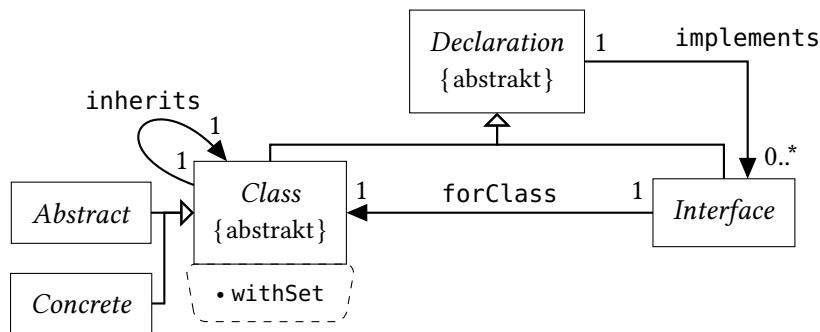 Declaration
{abstrakt}
1
implements
inherits
1
1
0..*
Class
{abstrakt}
1
forClass
1
Interface
Abstract
Concrete
• withSet